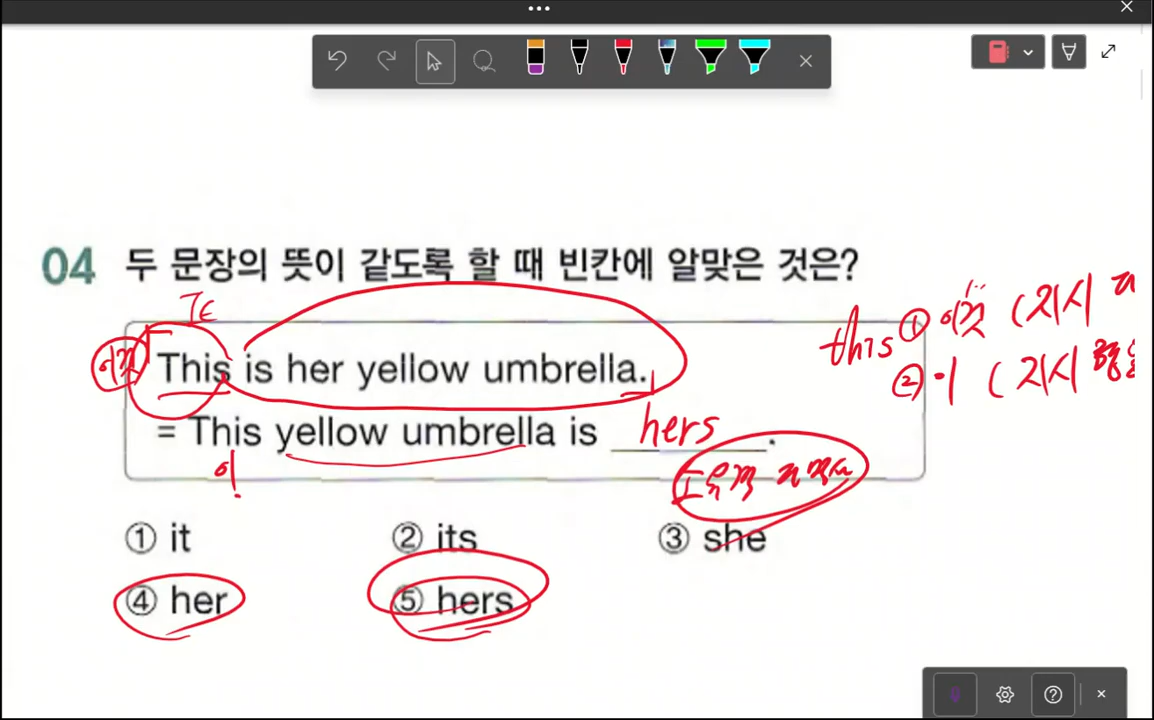 04 두 문장의 뜻이 같도록 할 때 빈칸에 알맞은 것은?
이것 This is her yellow umbrella.
= This yellow umbrella is hers.
이
소유격 대명사
this ① 이것 (지시
② 이 (지시 형용
① it ② its ③ she
④ her ⑤ hers